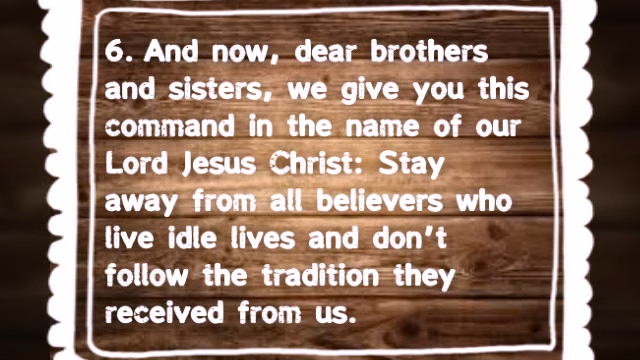 6. And now, dear brothers
and sisters, we give you this
command in the name of our
Lord Jesus Christ: Stay
away from all believers who
live idle lives and don't
follow the tradition they
received from us.